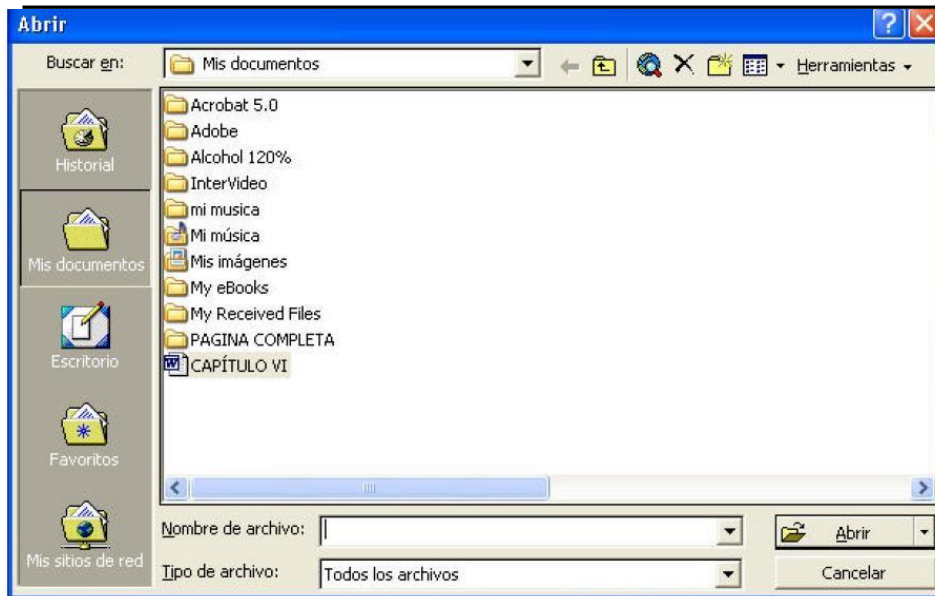 Abrir
Buscar en:
Mis documentos
Herramientas
Historial
Mis documentos
Escritorio
Favoritos
Mis sitios de red
Acrobat 5.0
Adobe
Alcohol 120%
InterVideo
mi musica
Mi música
Mis imágenes
My eBooks
My Received Files
PAGINA COMPLETA
CAPÍTULO VI
Nombre de archivo:
Abrir
Tipo de archivo:
Todos los archivos
Cancelar